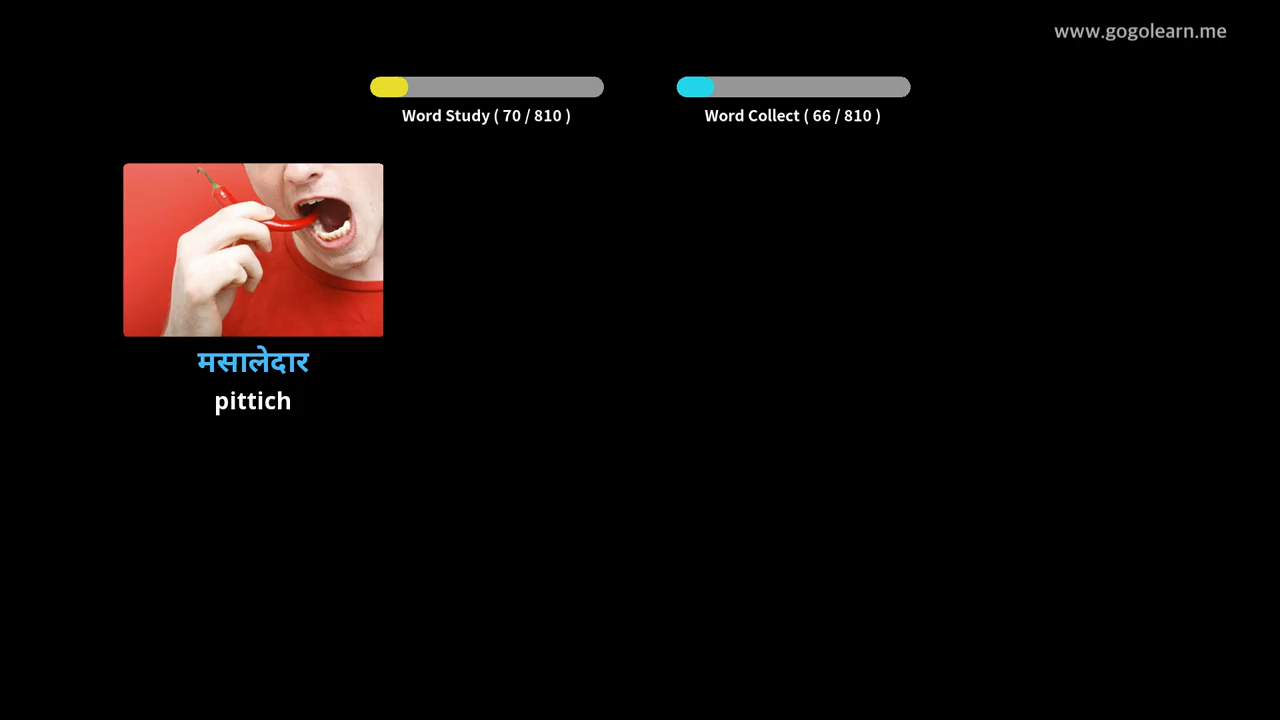 www.gogolearn.me
Word Study ( 70 / 810 )
Word Collect ( 66 / 810 )
मसालेदार
pittich